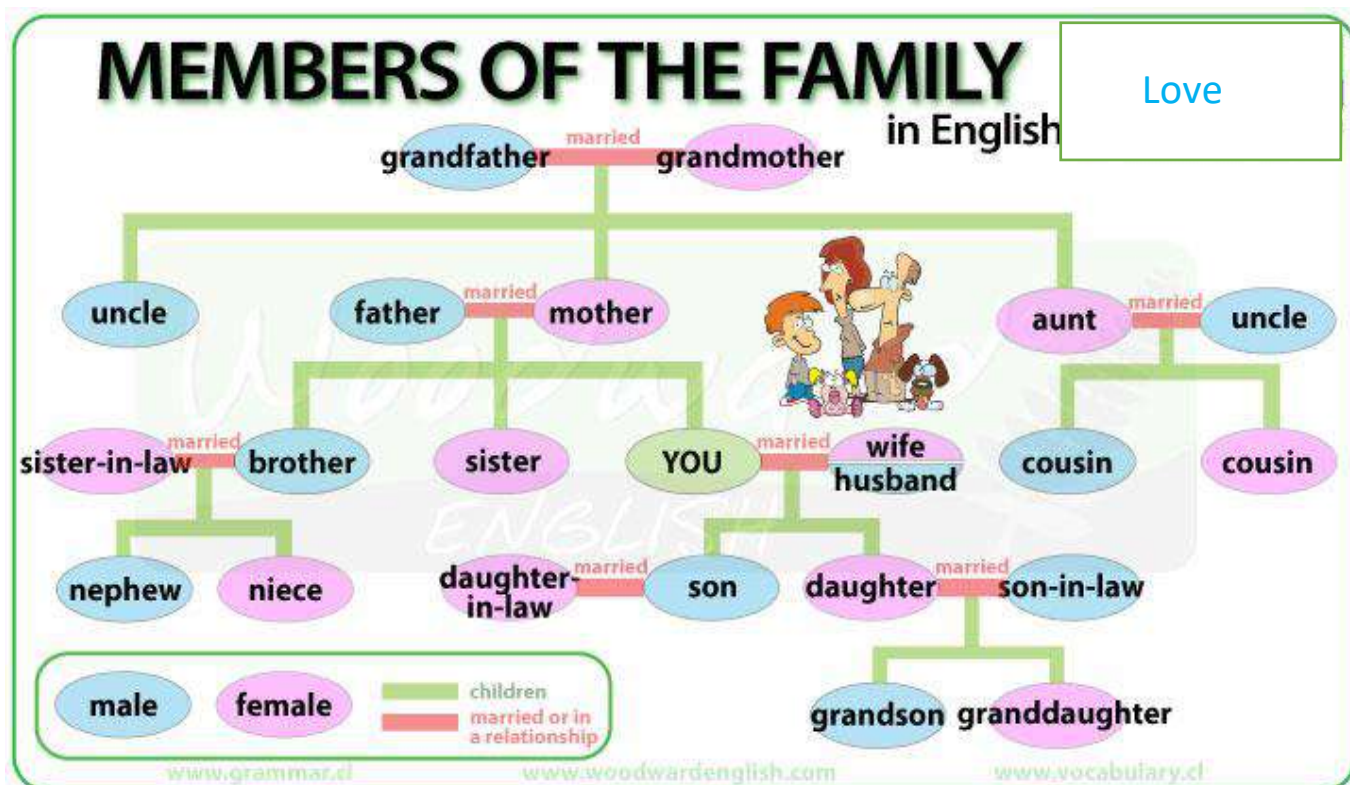 MEMBERS OF THE FAMILY
Love
in English
married
grandfather
grandmother
uncle
father
married
mother
aunt
married
uncle
sister-in-law
married
brother
sister
YOU
married
wife
husband
cousin
cousin
Woodward
ENGLISH
nephew
niece
daughter-
in-law
married
son
daughter
married
son-in-law
male
female
children
married or in
a relationship
grandson
granddaughter
www.grammar.cl
www.woodwardenglish.com
www.vocabulary.cl